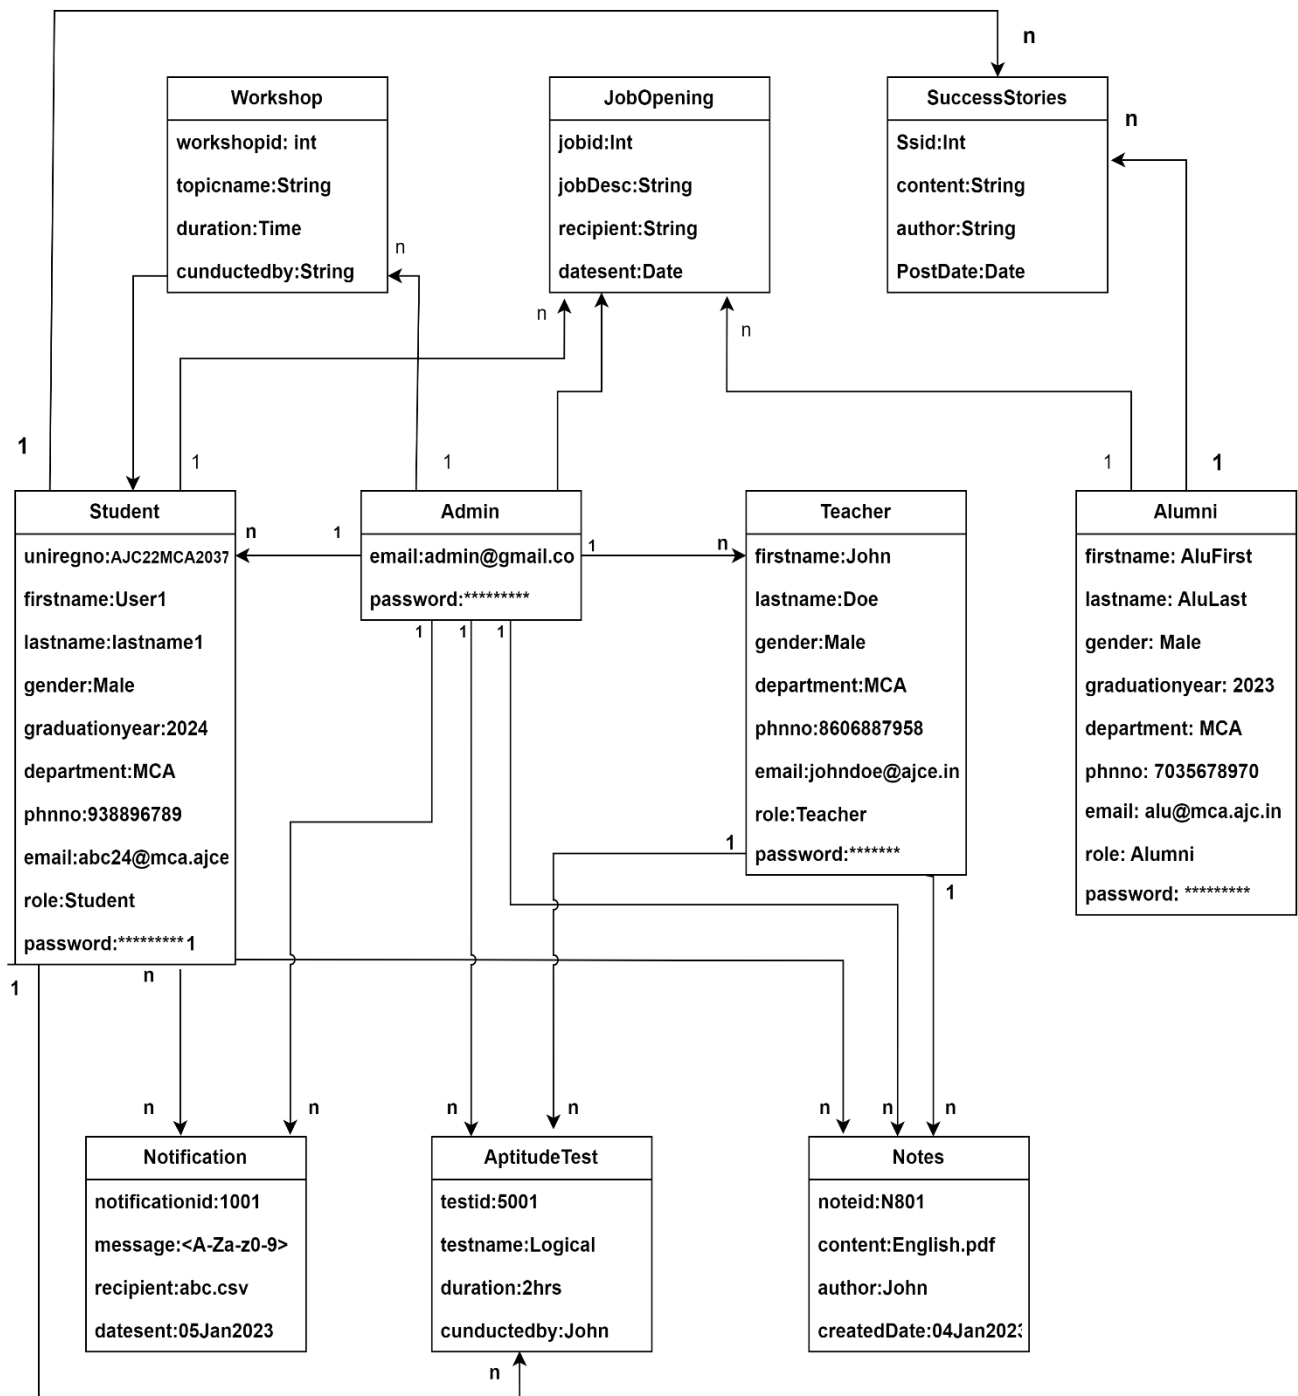 n
Workshop
workshopid: int
topicname:String
duration:Time
cunductedby:String
n
JobOpening
jobid:Int
jobDesc:String
recipient:String
datesent:Date
n
n
SuccessStories
Ssid:Int
content:String
author:String
PostDate:Date
n
1
1
1
1
1
Student
uniregno:AJC22MCA2037
firstname:User1
lastname:lastname1
gender:Male
graduationyear:2024
department:MCA
phnno:938896789
email:abc24@mca.ajce
role:Student
password:*********1
n
1
Admin
email:admin@gmail.co
password:*********
1
n
1
1
1
Teacher
firstname:John
lastname:Doe
gender:Male
department:MCA
phnno:8606887958
email:johndoe@ajce.in
role:Teacher
password:*******
1
1
Alumni
firstname: AluFirst
lastname: AluLast
gender: Male
graduationyear: 2023
department: MCA
phnno: 7035678970
email: alu@mca.ajc.in
role: Alumni
password: *********
1
n
n
n
n
n
n
n
n
Notification
notificationid:1001
message:<A-Za-z0-9>
recipient:abc.csv
datesent:05Jan2023
AptitudeTest
testid:5001
testname:Logical
duration:2hrs
cunductedby:John
n
Notes
noteid:N801
content:English.pdf
author:John
createdDate:04Jan2023